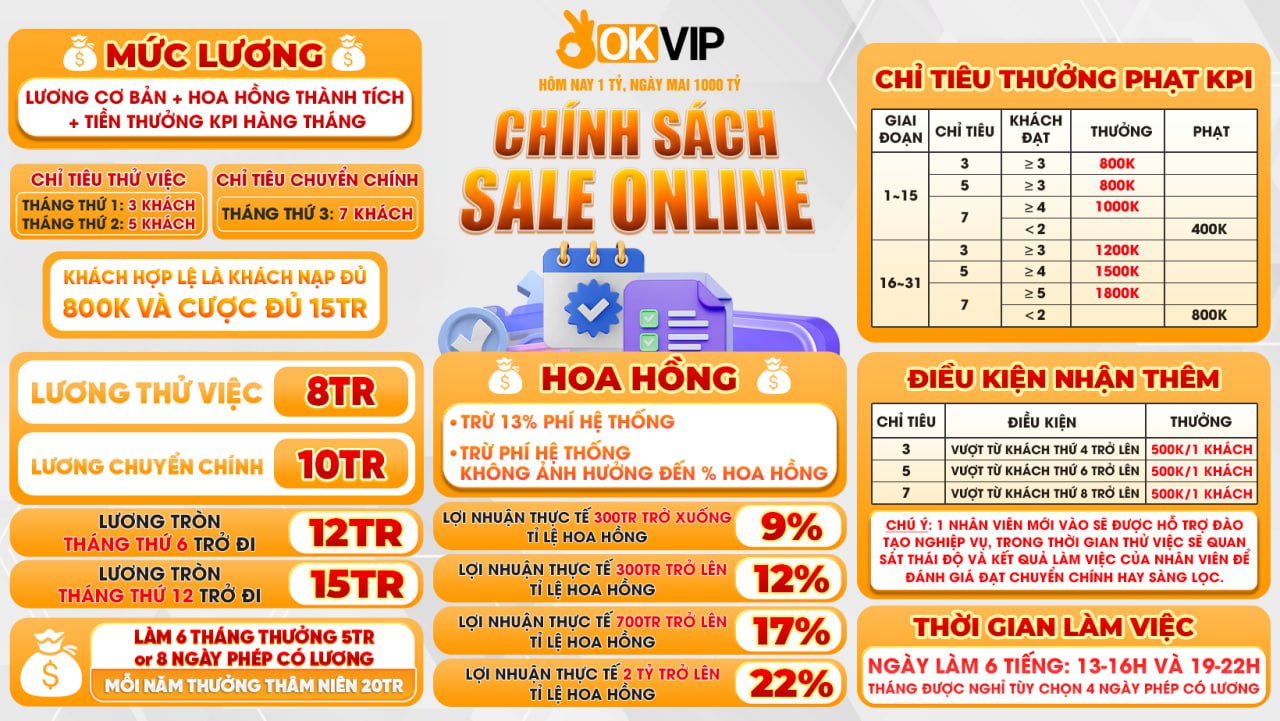 MỨC LƯƠNG
LƯƠNG CƠ BẢN + HOA HỒNG THÀNH TÍCH
+ TIỀN THƯỞNG KPI HÀNG THÁNG
CHỈ TIÊU THỬ VIỆC
THÁNG THỨ 1: 3 KHÁCH
THÁNG THỨ 2: 5 KHÁCH
CHỈ TIÊU CHUYỂN CHÍNH
THÁNG THỨ 3: 7 KHÁCH
KHÁCH HỢP LỆ LÀ KHÁCH NẠP ĐỦ
800K VÀ CƯỢC ĐỦ 15TR
LƯƠNG THỬ VIỆC 8TR
LƯƠNG CHUYỂN CHÍNH 10TR
LƯƠNG TRÒN
THÁNG THỨ 6 TRỞ ĐI
12TR
LƯƠNG TRÒN
THÁNG THỨ 12 TRỞ ĐI
15TR
LÀM 6 THÁNG THƯỞNG 5TR
or 8 NGÀY PHÉP CÓ LƯƠNG
MỖI NĂM THƯỞNG THÂM NIÊN 20TR
OKVIP
HÔM NAY 1 TỶ, NGÀY MAI 1000 TỶ
CHÍNH SÁCH
SALE ONLINE
HOA HỒNG
• TRỪ 13% PHÍ HỆ THỐNG
• TRỪ PHÍ HỆ THỐNG
KHÔNG ẢNH HƯỞNG ĐẾN % HOA HỒNG
LỢI NHUẬN THỰC TẾ 300TR TRỞ XUỐNG
TỈ LỆ HOA HỒNG
9%
LỢI NHUẬN THỰC TẾ 300TR TRỞ LÊN
TỈ LỆ HOA HỒNG
12%
LỢI NHUẬN THỰC TẾ 700TR TRỞ LÊN
TỈ LỆ HOA HỒNG
17%
LỢI NHUẬN THỰC TẾ 2 TỶ TRỞ LÊN
TỈ LỆ HOA HỒNG
22%
CHỈ TIÊU THƯỞNG PHẠT KPI
GIAI ĐOẠN CHỈ TIÊU KHÁCH ĐẠT THƯỞNG PHẠT
1~15
3 ≥ 3 800K
5 ≥ 3 800K
7 ≥ 4 1000K
< 2 400K
16~31
3 ≥ 3 1200K
5 ≥ 4 1500K
7 ≥ 5 1800K
< 2 800K
ĐIỀU KIỆN NHẬN THÊM
CHỈ TIÊU ĐIỀU KIỆN THƯỞNG
3 VƯỢT TỪ KHÁCH THỨ 4 TRỞ LÊN 500K/1 KHÁCH
5 VƯỢT TỪ KHÁCH THỨ 6 TRỞ LÊN 500K/1 KHÁCH
7 VƯỢT TỪ KHÁCH THỨ 8 TRỞ LÊN 500K/1 KHÁCH
CHÚ Ý: 1 NHÂN VIÊN MỚI VÀO SẼ ĐƯỢC HỖ TRỢ ĐÀO
TẠO NGHIỆP VỤ, TRONG THỜI GIAN THỬ VIỆC SẼ QUAN
SÁT THÁI ĐỘ VÀ KẾT QUẢ LÀM VIỆC CỦA NHÂN VIÊN ĐỂ
ĐÁNH GIÁ ĐẠT CHUYỂN CHÍNH HAY SÀNG LỌC.
THỜI GIAN LÀM VIỆC
NGÀY LÀM 6 TIẾNG: 13-16H VÀ 19-22H
THÁNG ĐƯỢC NGHỈ TÙY CHỌN 4 NGÀY PHÉP CÓ LƯƠNG